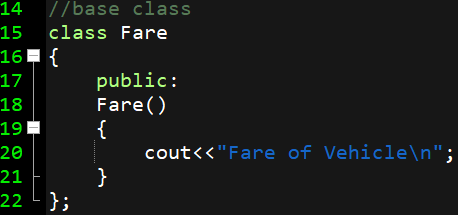 14 //base class
15 class Fare
16 {
17 public:
18 Fare()
19 {
20 cout<<"Fare of Vehicle\n";
21 }
22 };